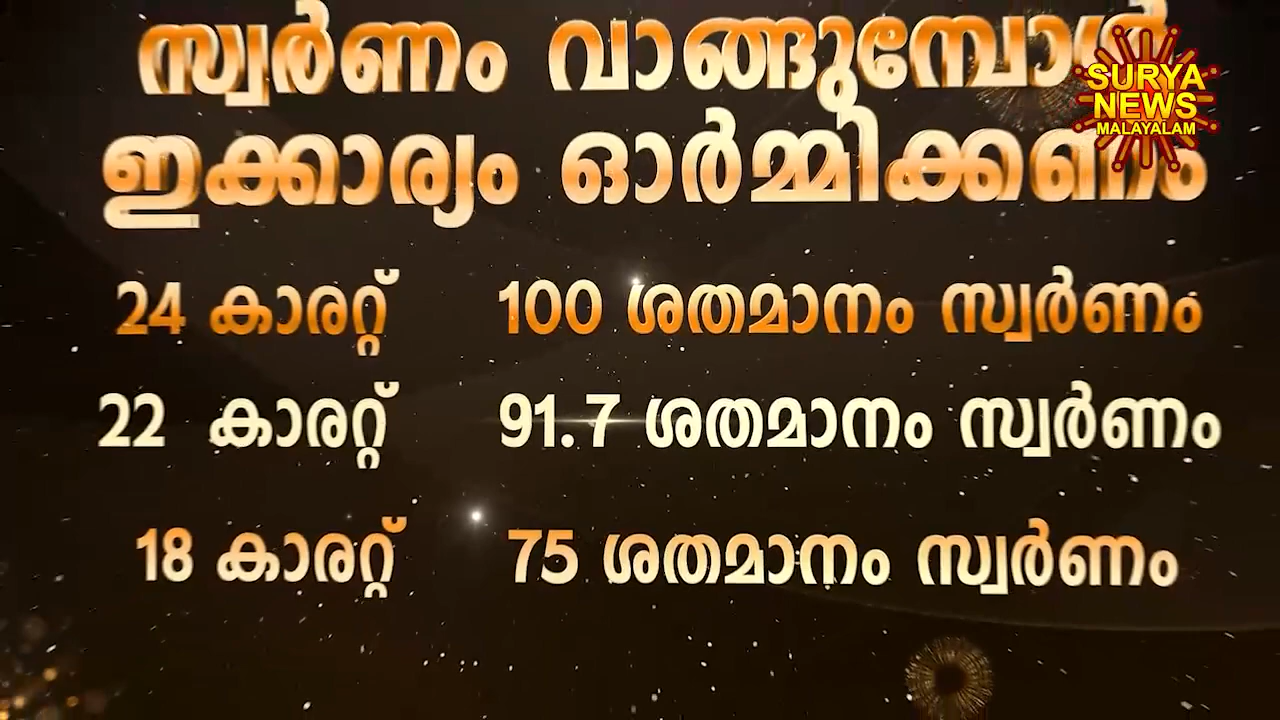 സ്വർണം വാങ്ങുമ്പോൾ
ഇക്കാര്യം ഓർമ്മിക്കണം
SURYA
NEWS
MALAYALAM
24 കാരറ്റ് 100 ശതമാനം സ്വർണം
22 കാരറ്റ് 91.7 ശതമാനം സ്വർണം
18 കാരറ്റ് 75 ശതമാനം സ്വർണം